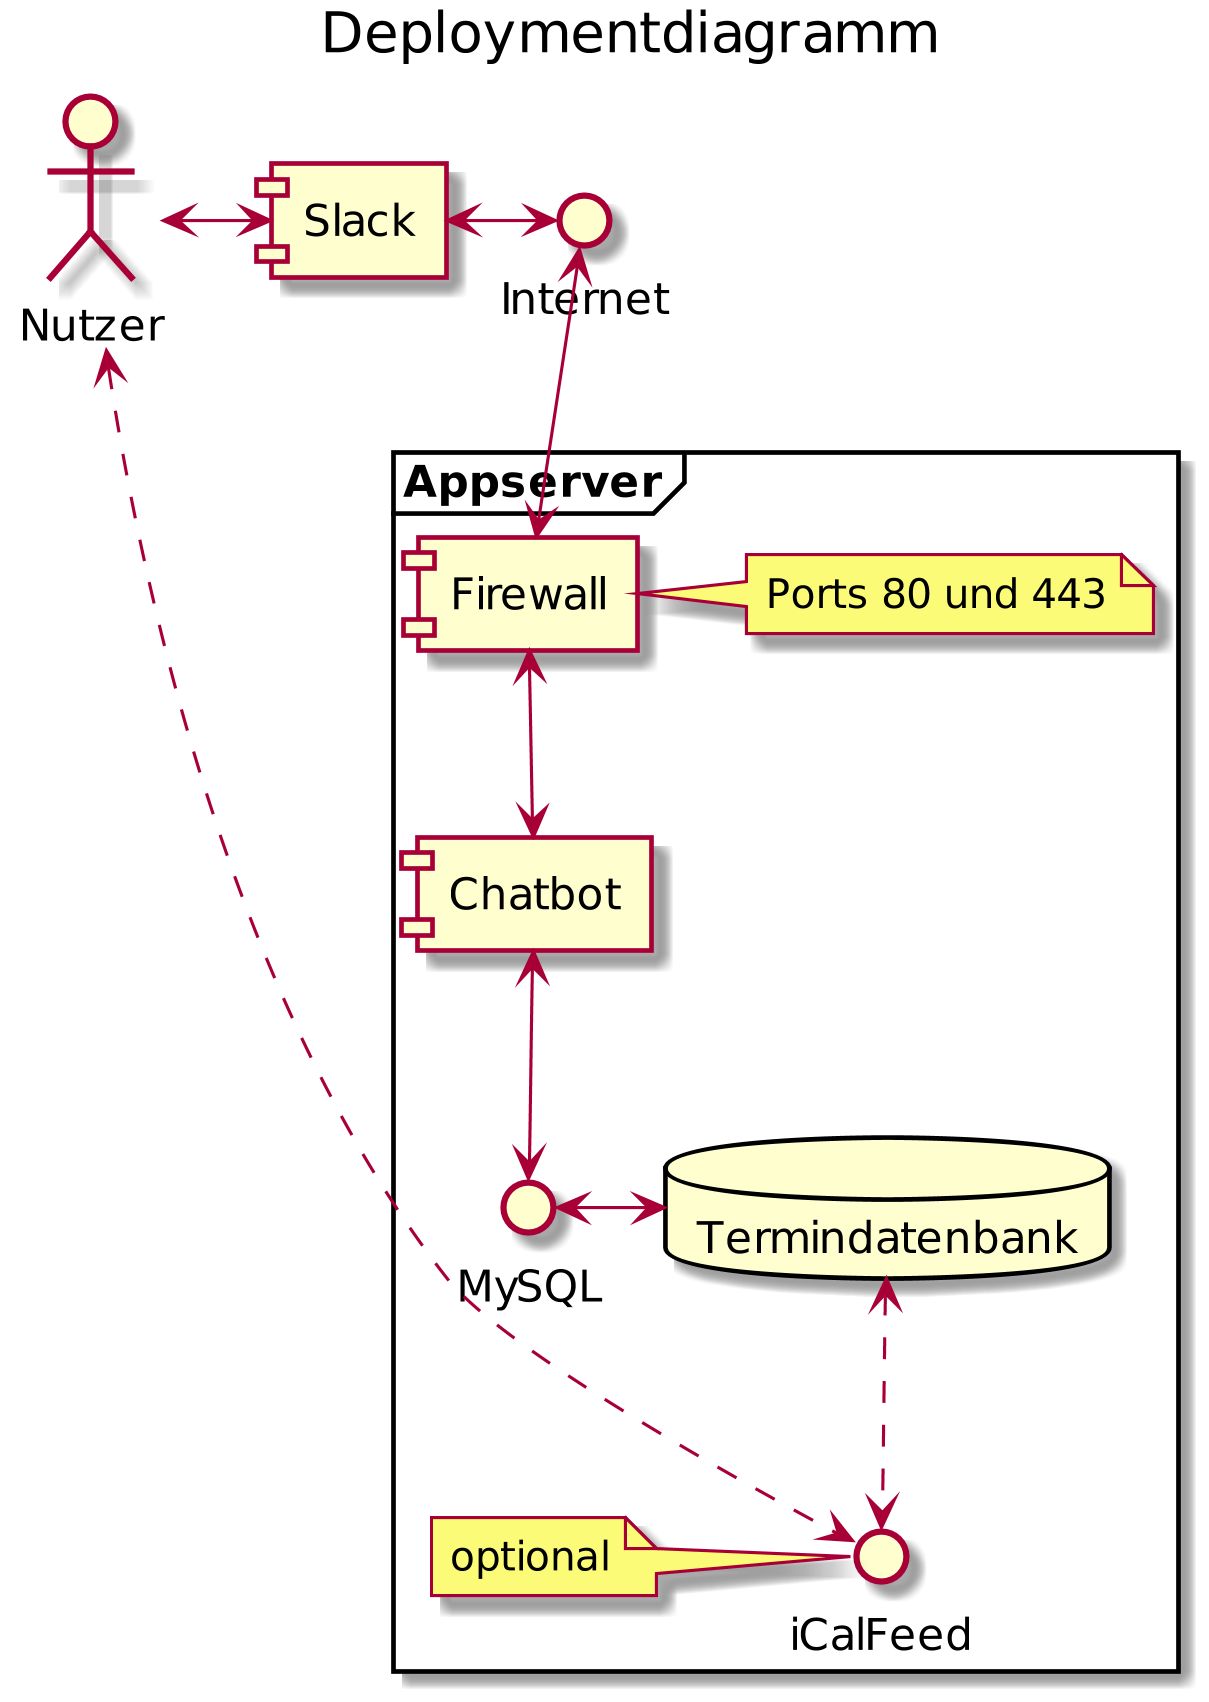 Deploymentdiagramm
Slack
Internet
Nutzer
Appserver
Firewall
Ports 80 und 443
Chatbot
Termindatenbank
MySQL
optional
iCalFeed